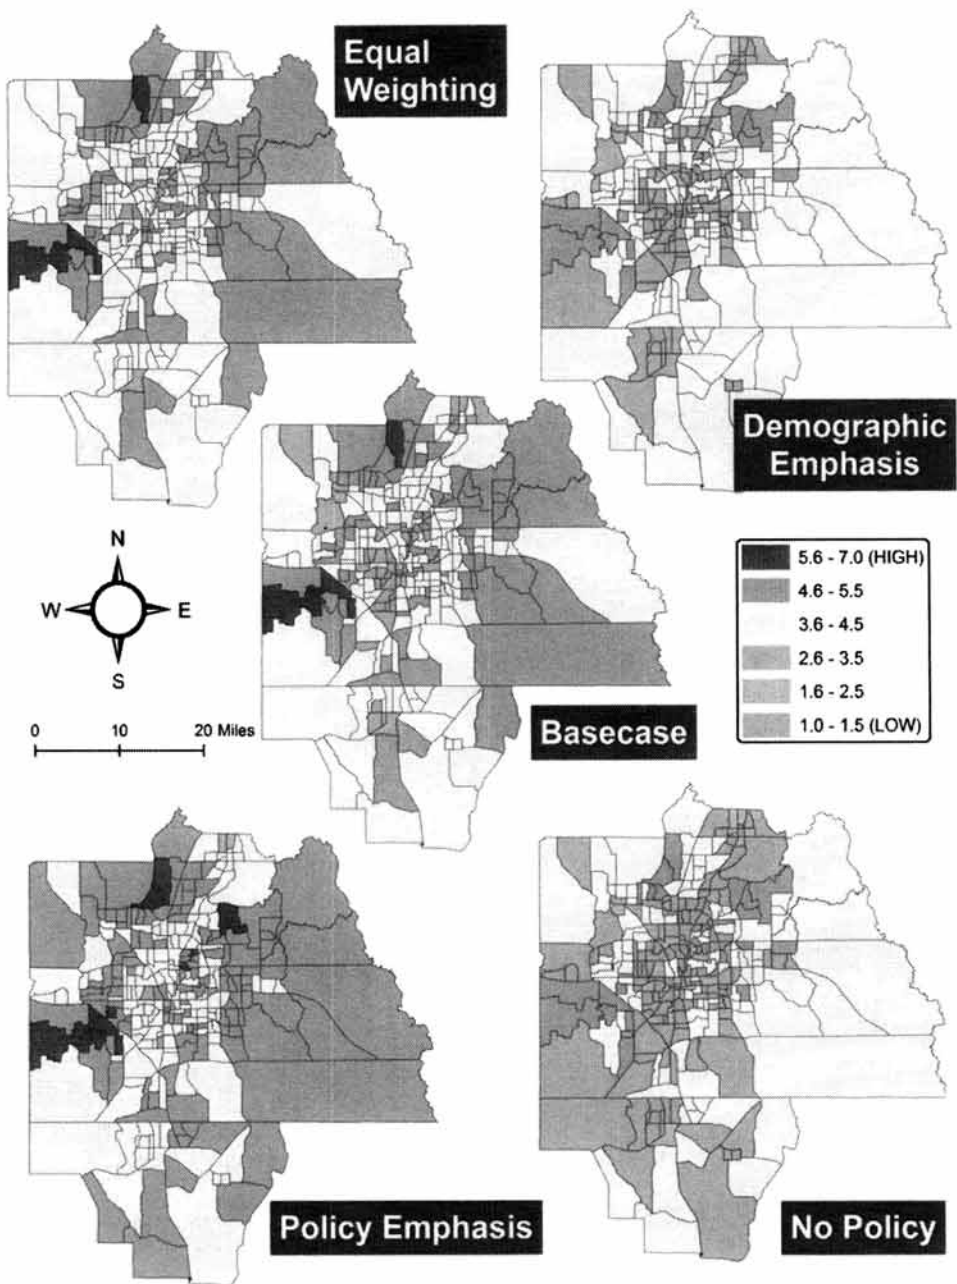 Equal
Weighting
Demographic
Emphasis
N
W
E
S
5.6 - 7.0 (HIGH)
4.6 - 5.5
3.6 - 4.5
2.6 - 3.5
1.6 - 2.5
1.0 - 1.5 (LOW)
0 10 20 Miles
Basecase
Policy Emphasis
No Policy